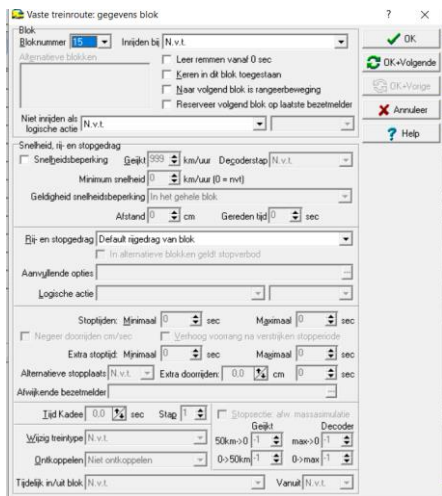 Vaste treinroute: gegevens blok ? ×
Blok
Bloknummer 15 Inrijden bij N.v.t.
Alternatieve blokken
Leer remmen vanaf 0 sec
Keren in dit blok toegestaan
Naar volgend blok is rangeerbeweging
Reserveer volgend blok op laatste bezetmelder
Niet inrijden als logische actie N.v.t.
OK
OK+Volgende
OK+Vorige
Annuleer
Help
Snelheid, rij- en stopgedrag
Snelheidsbeperking Geijkt 999 km/uur Decoderstap N.v.t.
Minimum snelheid 0 km/uur (0 = nvt)
Geldigheid snelheidsbeperking In het gehele blok
Afstand 0 cm Gereden tijd 0 sec
Rij- en stopgedrag Default rijgedrag van blok
In alternatieve blokken geldt stopverbod
Aanvullende opties ...
Logische actie
Stoptijden: Minimaal 0 sec Maximaal 0 sec
Negeer doorrijden cm/sec Verhoog voorrang na verstrijken stopperiode
Extra stoptijd: Minimaal 0 sec Maximaal 0 sec
Alternatieve stopplaats N.v.t. Extra doorrijden: 0,0 cm 0 sec
Afwijkende bezetmelder ...
Tijd Kadee 0,0 sec Stap 1
Stopsectie: afw. massasimulatie
Geijkt Decoder
Wijzig treintype N.v.t. 50km->0 -1 max->0 -1
Ontkoppelen Niet ontkoppelen 0->50km -1 0->max -1
Tijdelijk in/uit blok N.v.t. Vanuit N.v.t.